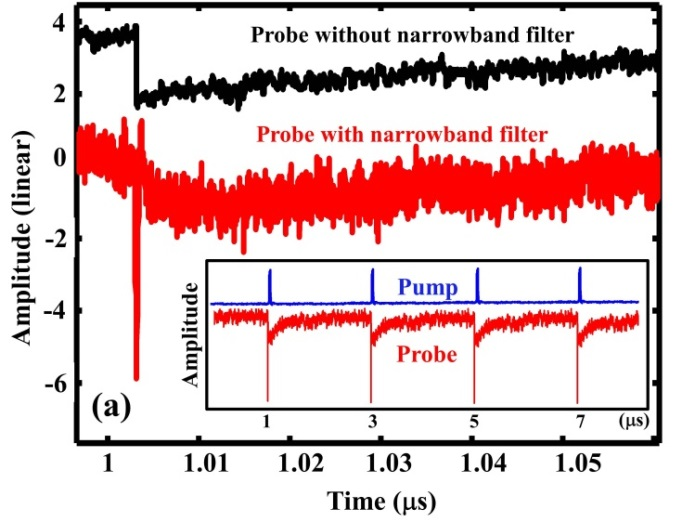 Probe without narrowband filter
Probe with narrowband filter
Amplitude (linear)
4
2
0
-2
-4
-6
(a)
Pump
Probe
Amplitude
1 3 5 7 (μs)
1 1.01 1.02 1.03 1.04 1.05
Time (μs)